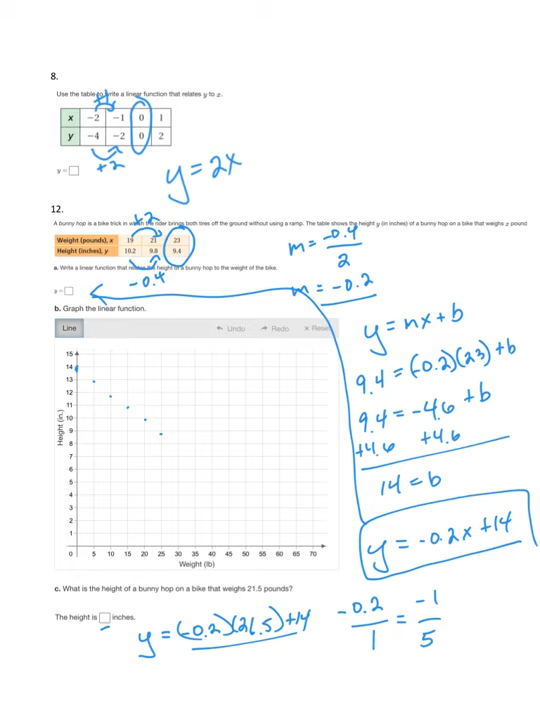 8.
Use the table to write a linear function that relates y to x.
+1
x −2 −1 0 1
y −4 −2 0 2
+2
y =
y = 2x
12.
A bunny hop is a bike trick in which the rider brings both tires off the ground without using a ramp. The table shows the height y (in inches) of a bunny hop on a bike that weighs x pound
+2
Weight (pounds), x 19 21 23
Height (inches), y 10.2 9.8 9.4
-0.4
m = -0.4/2
m = -0.2
a. Write a linear function that relates the height of a bunny hop to the weight of the bike.
y =
b. Graph the linear function.
Line Undo Redo Reset
y = mx + b
9.4 = (-0.2)(23) + b
9.4 = -4.6 + b
+4.6 +4.6
14 = b
y = -0.2x + 14
Height (in.)
15
14
13
12
11
10
9
8
7
6
5
4
3
2
1
0 5 10 15 20 25 30 35 40 45 50 55 60 65 70
Weight (lb)
c. What is the height of a bunny hop on a bike that weighs 21.5 pounds?
The height is inches.
y = (-0.2)(21.5) + 14
-0.2/1 = -1/5